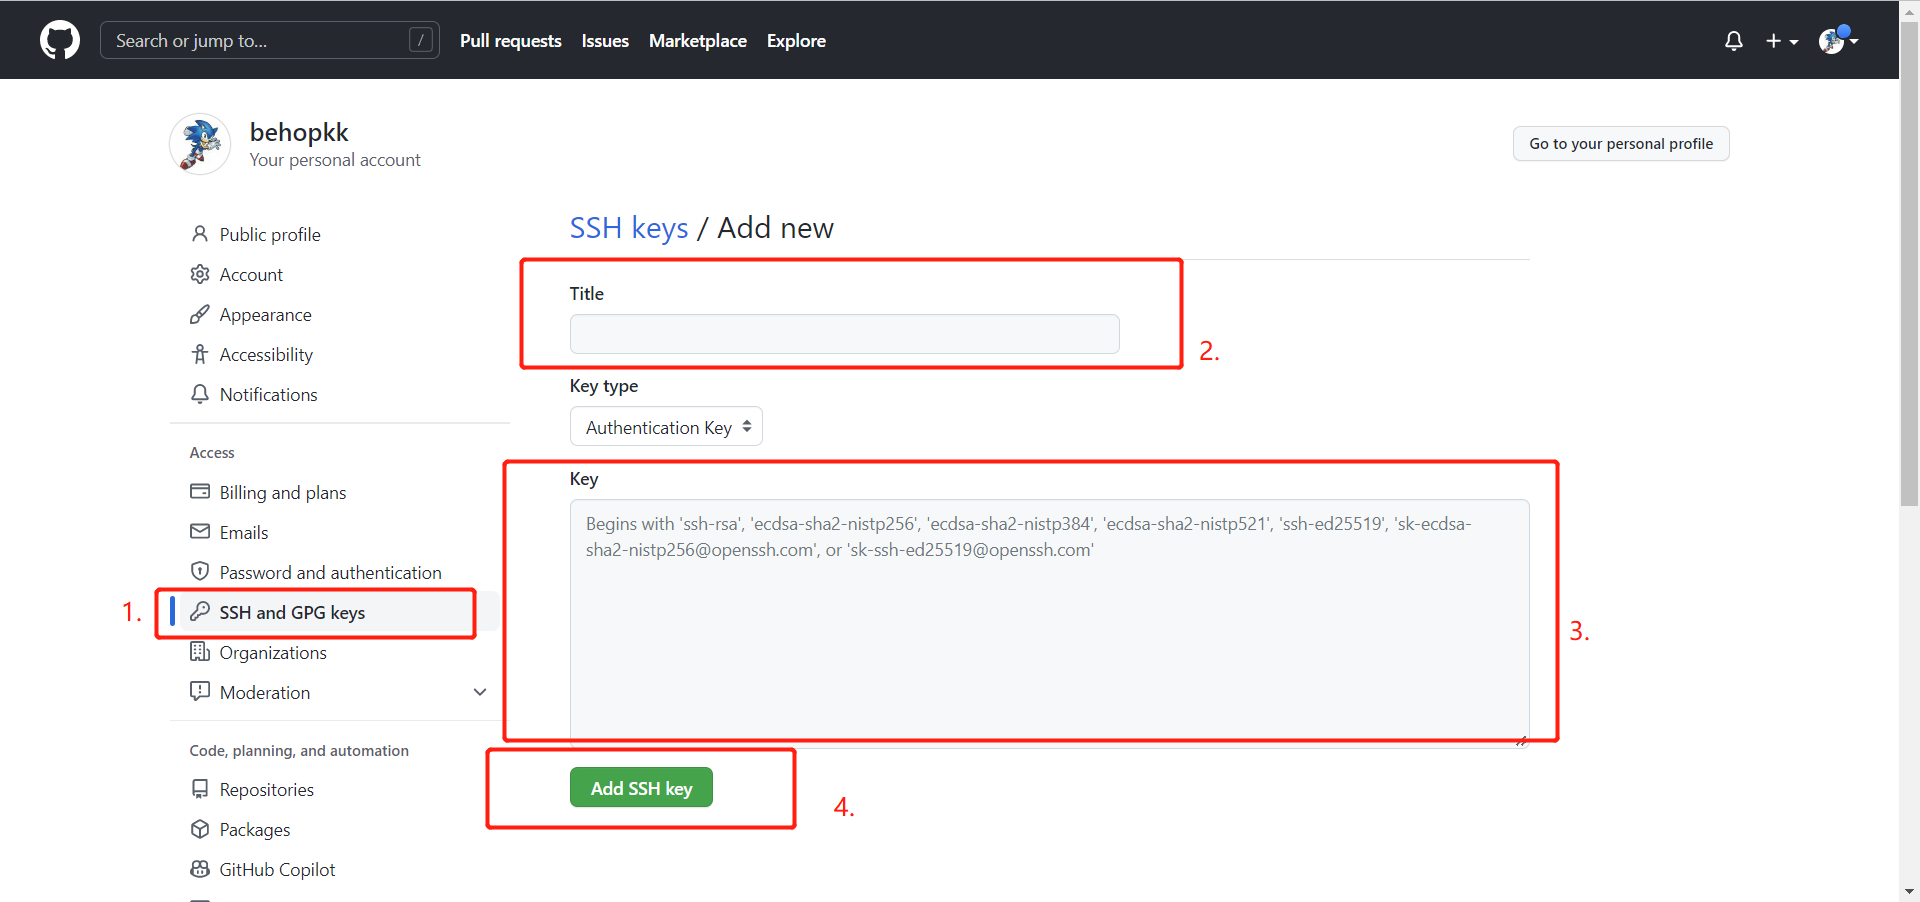 Search or jump to...
/
Pull requests
Issues
Marketplace
Explore
behopkk
Your personal account
Go to your personal profile
Public profile
Account
Appearance
Accessibility
Notifications
Access
Billing and plans
Emails
Password and authentication
1.
SSH and GPG keys
Organizations
Moderation
Code, planning, and automation
Repositories
Packages
GitHub Copilot
SSH keys / Add new
Title
2.
Key type
Authentication Key
Key
Begins with 'ssh-rsa', 'ecdsa-sha2-nistp256', 'ecdsa-sha2-nistp384', 'ecdsa-sha2-nistp521', 'ssh-ed25519', 'sk-ecdsa-
sha2-nistp256@openssh.com', or 'sk-ssh-ed25519@openssh.com'
3.
Add SSH key
4.